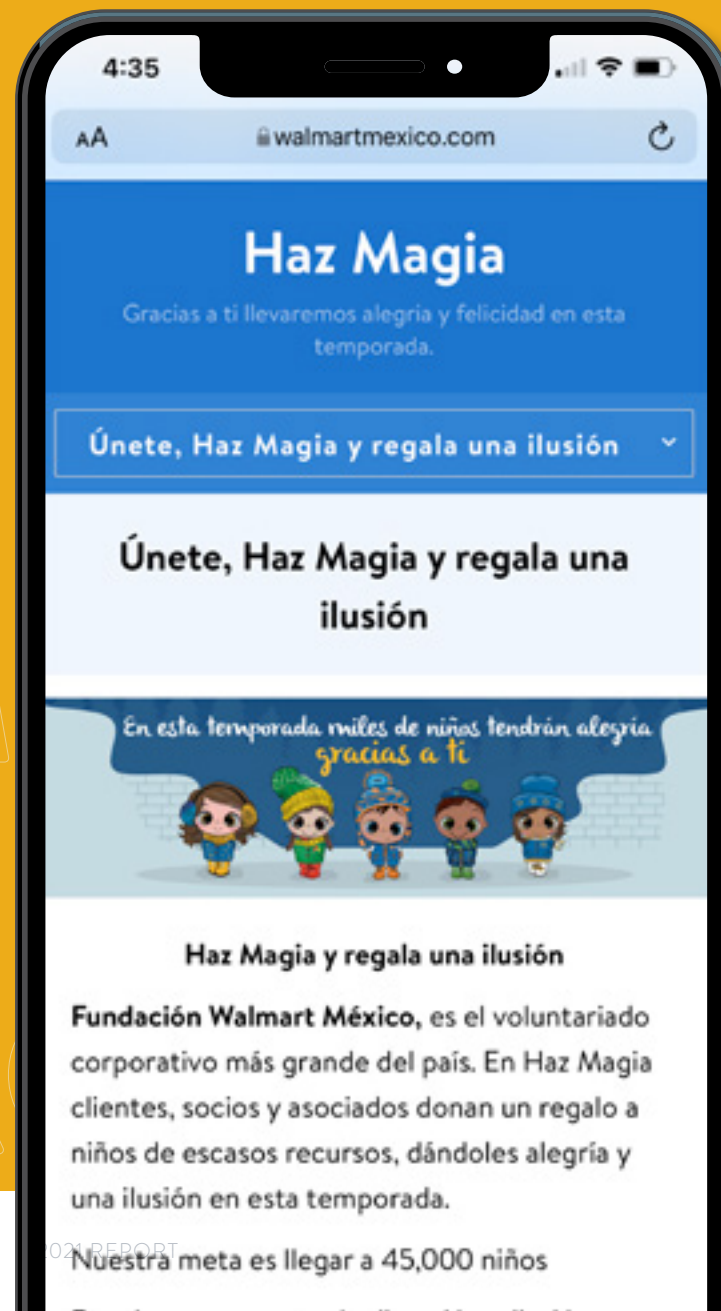 4:35
AA walmartmexico.com
Haz Magia
Gracias a ti llevaremos alegria y felicidad en esta
temporada.
Únete, Haz Magia y regala una ilusión
Únete, Haz Magia y regala una
ilusión
En esta temporada miles de niños tendrán alegría
gracias a ti
Haz Magia y regala una ilusión
Fundación Walmart México, es el voluntariado
corporativo más grande del país. En Haz Magia
clientes, socios y asociados donan un regalo a
niños de escasos recursos, dándoles alegría y
una ilusión en esta temporada.
2021 REPORT
Nuestra meta es llegar a 45,000 niños